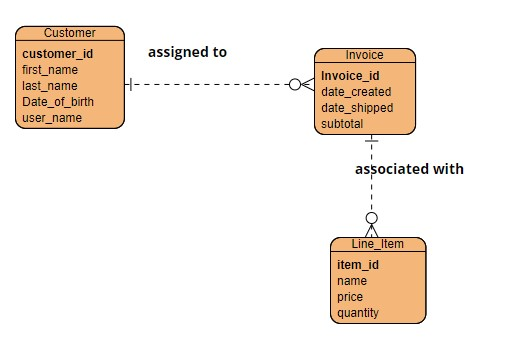 Customer
customer_id
first_name
last_name
Date_of_birth
user_name
assigned to
Invoice
Invoice_id
date_created
date_shipped
subtotal
associated with
Line_Item
item_id
name
price
quantity